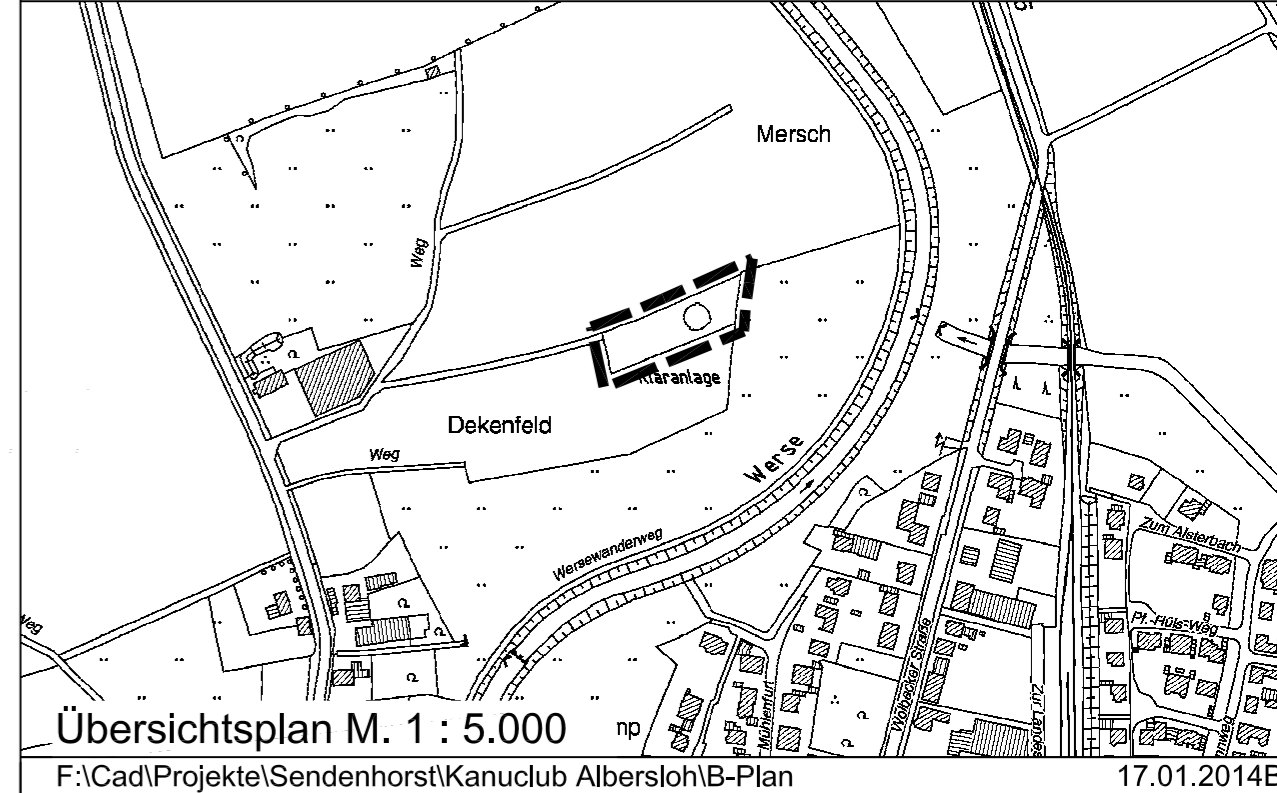 Mersch
Weg
Kläranlage
Dekenfeld
Weg
Werse
Wersewanderweg
Zum Alsterbach
Weg
Pf.-Hüls-Weg
Wolbecker Straße
Mühlenfurt
Übersichtsplan M. 1 : 5.000
np
F:\Cad\Projekte\Sendenhorst\Kanuclub Albersloh\B-Plan
17.01.2014E